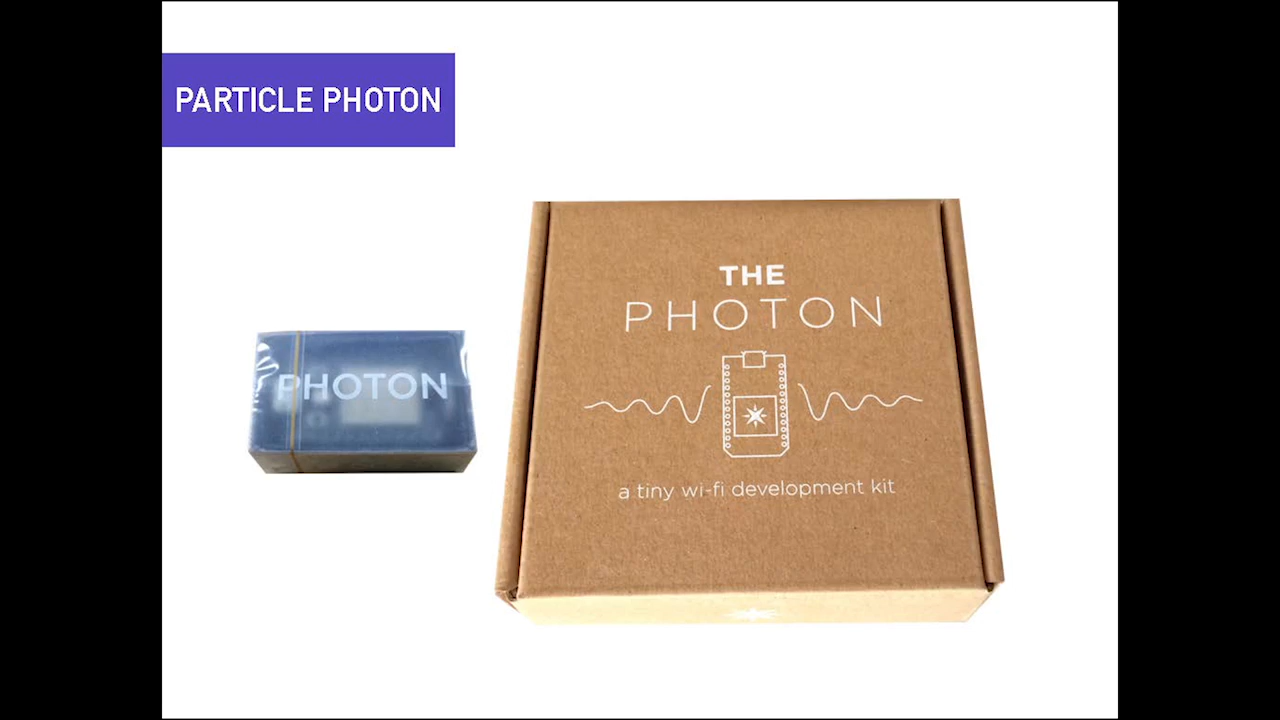 PARTICLE PHOTON
PHOTON
THE
PHOTON
a tiny wi-fi development kit